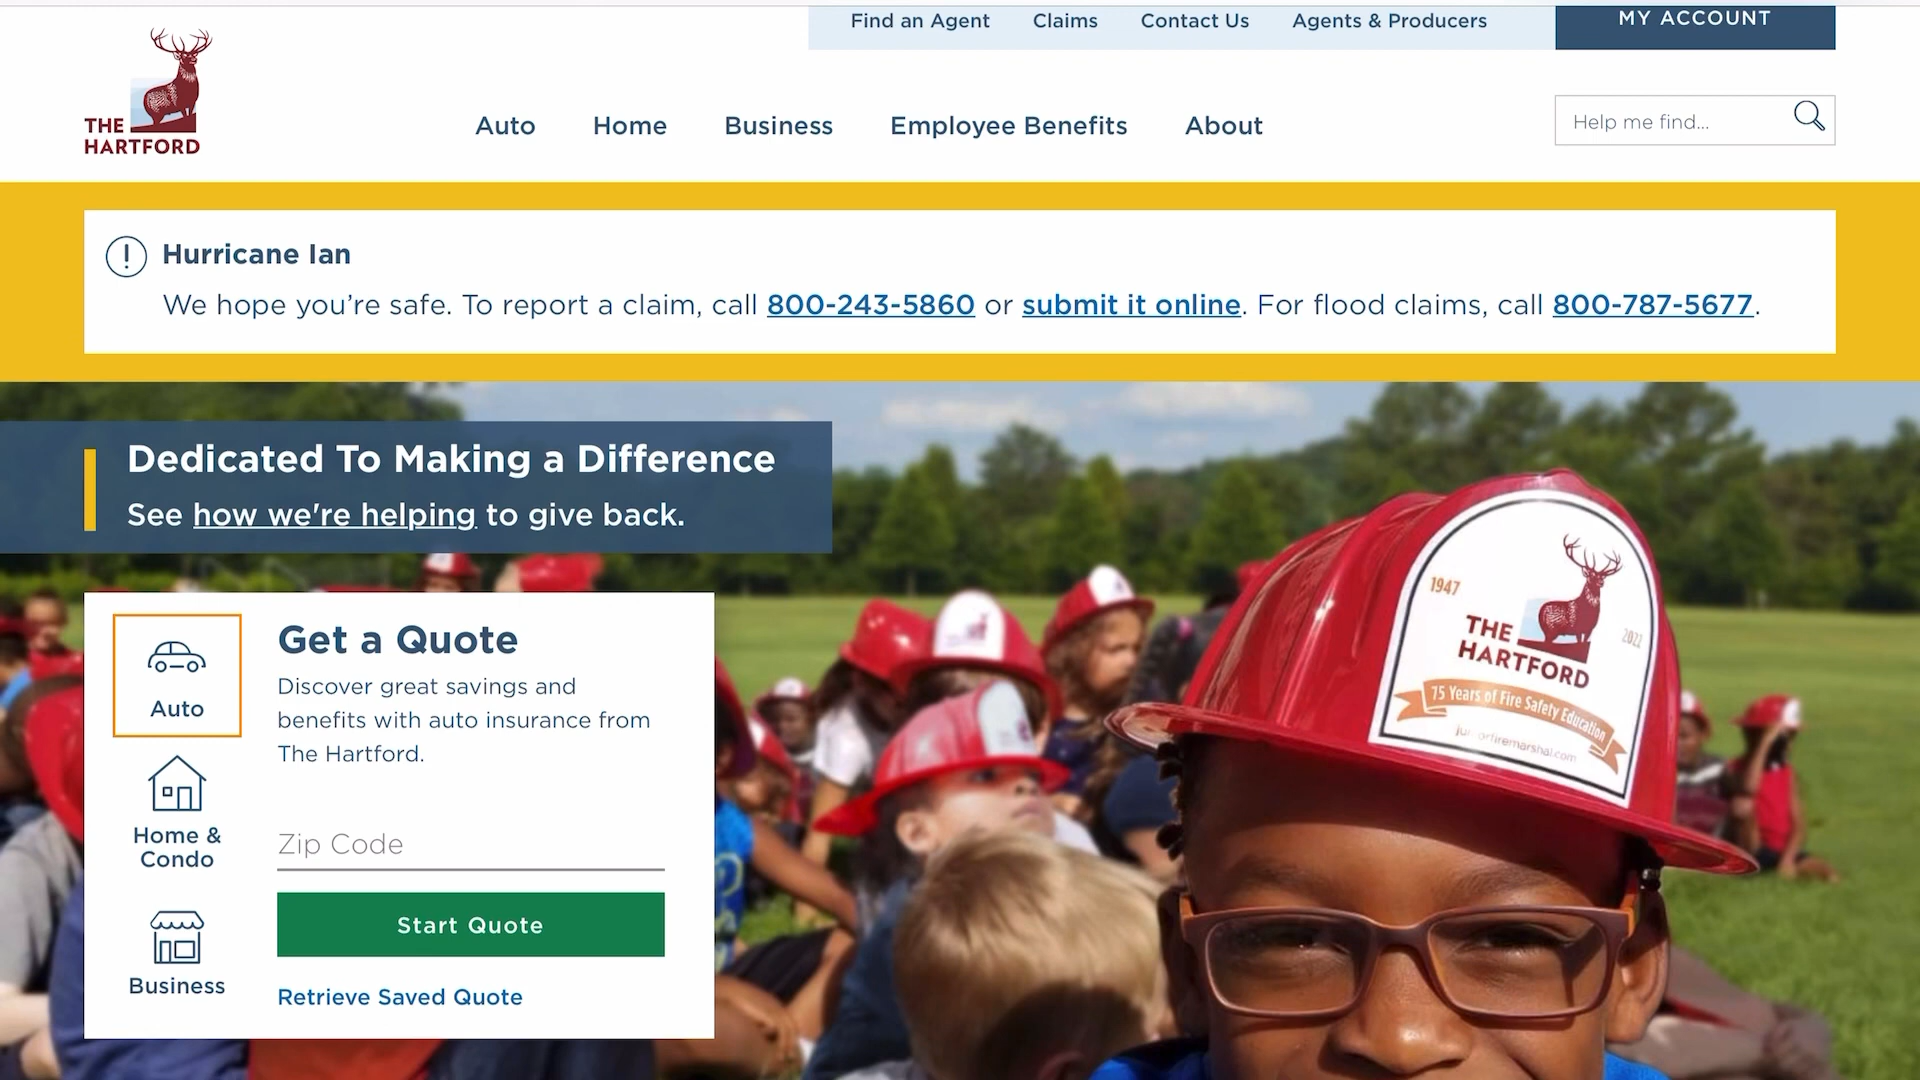 Find an Agent Claims Contact Us Agents & Producers MY ACCOUNT
THE
HARTFORD
Auto Home Business Employee Benefits About
Help me find...
Hurricane Ian
We hope you're safe. To report a claim, call 800-243-5860 or submit it online. For flood claims, call 800-787-5677.
Dedicated To Making a Difference
See how we're helping to give back.
1947
2022
THE
HARTFORD
75 Years of Fire Safety Education
Get a Quote
Discover great savings and
benefits with auto insurance from
The Hartford.
Auto
Home &
Condo
Business
Zip Code
Start Quote
Retrieve Saved Quote